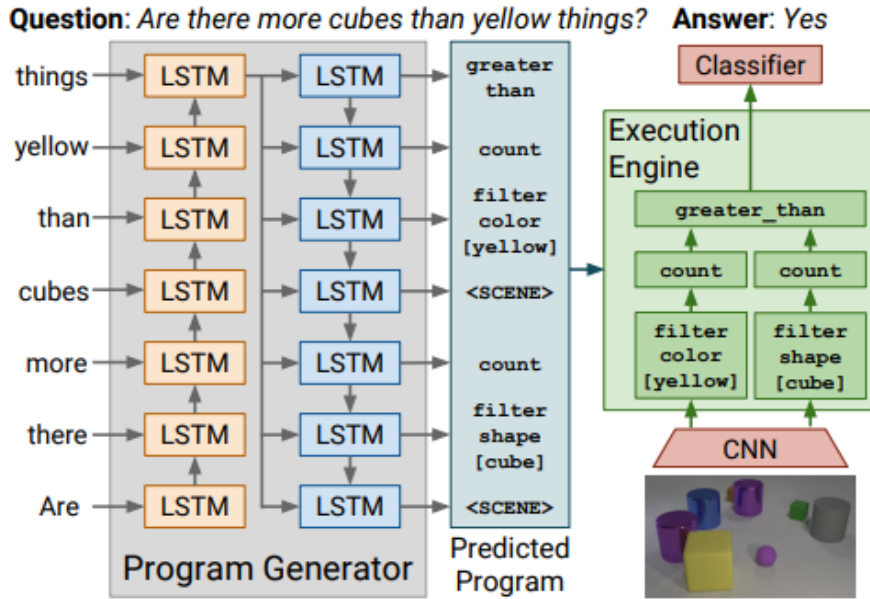 Question: Are there more cubes than yellow things? Answer: Yes
things
LSTM
LSTM
greater
than
yellow
LSTM
LSTM
count
than
LSTM
LSTM
filter
color
[yellow]
cubes
LSTM
LSTM
<SCENE>
more
LSTM
LSTM
count
there
LSTM
LSTM
filter
shape
[cube]
Are
LSTM
LSTM
<SCENE>
Program Generator
Predicted
Program
Classifier
Execution
Engine
greater_than
count
count
filter
color
[yellow]
filter
shape
[cube]
CNN